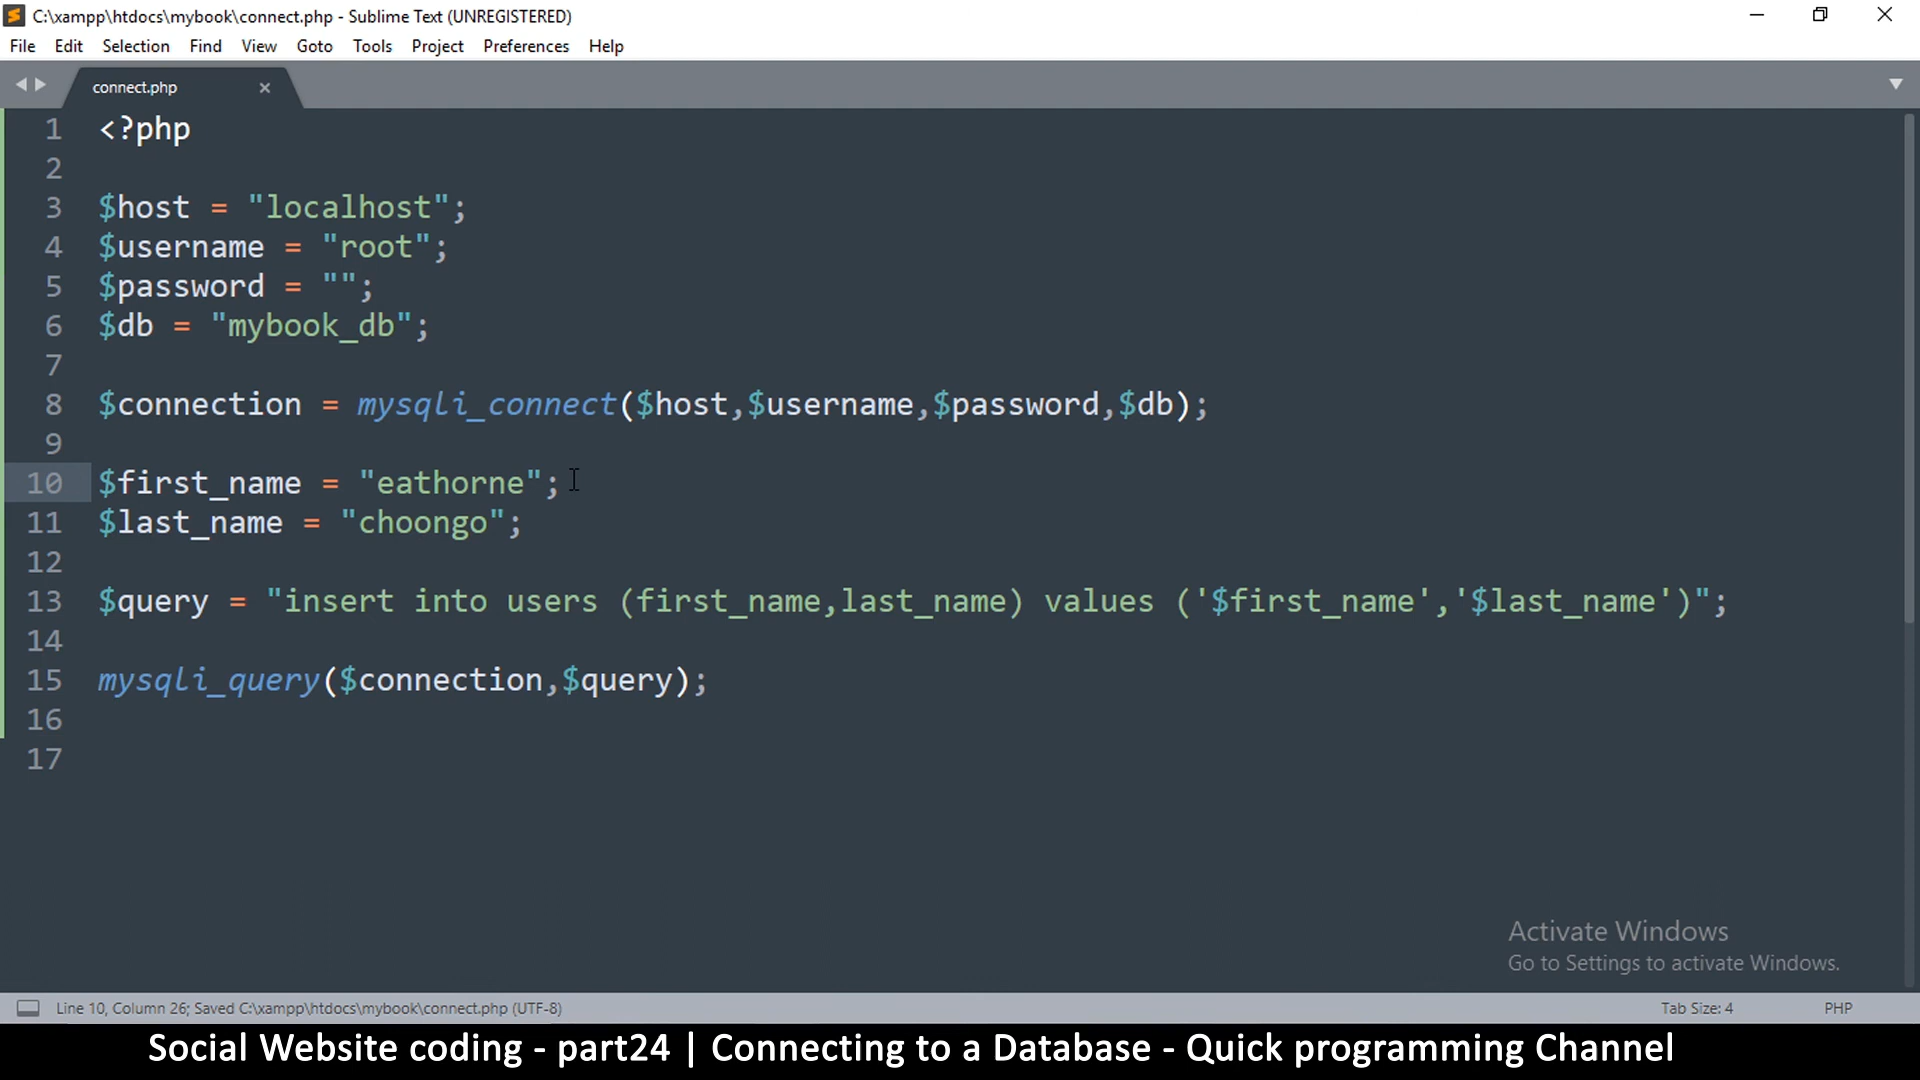 C:\xampp\htdocs\mybook\connect.php - Sublime Text (UNREGISTERED)
File Edit Selection Find View Goto Tools Project Preferences Help
connect.php
1 <?php
2
3 $host = "localhost";
4 $username = "root";
5 $password = "";
6 $db = "mybook_db";
7
8 $connection = mysqli_connect($host,$username,$password,$db);
9
10 $first_name = "eathorne";
11 $last_name = "choongo";
12
13 $query = "insert into users (first_name,last_name) values ('$first_name','$last_name')";
14
15 mysqli_query($connection,$query);
16
17
Activate Windows
Go to Settings to activate Windows.
Line 10, Column 26; Saved C:\xampp\htdocs\mybook\connect.php (UTF-8) Tab Size: 4 PHP
Social Website coding - part24 | Connecting to a Database - Quick programming Channel